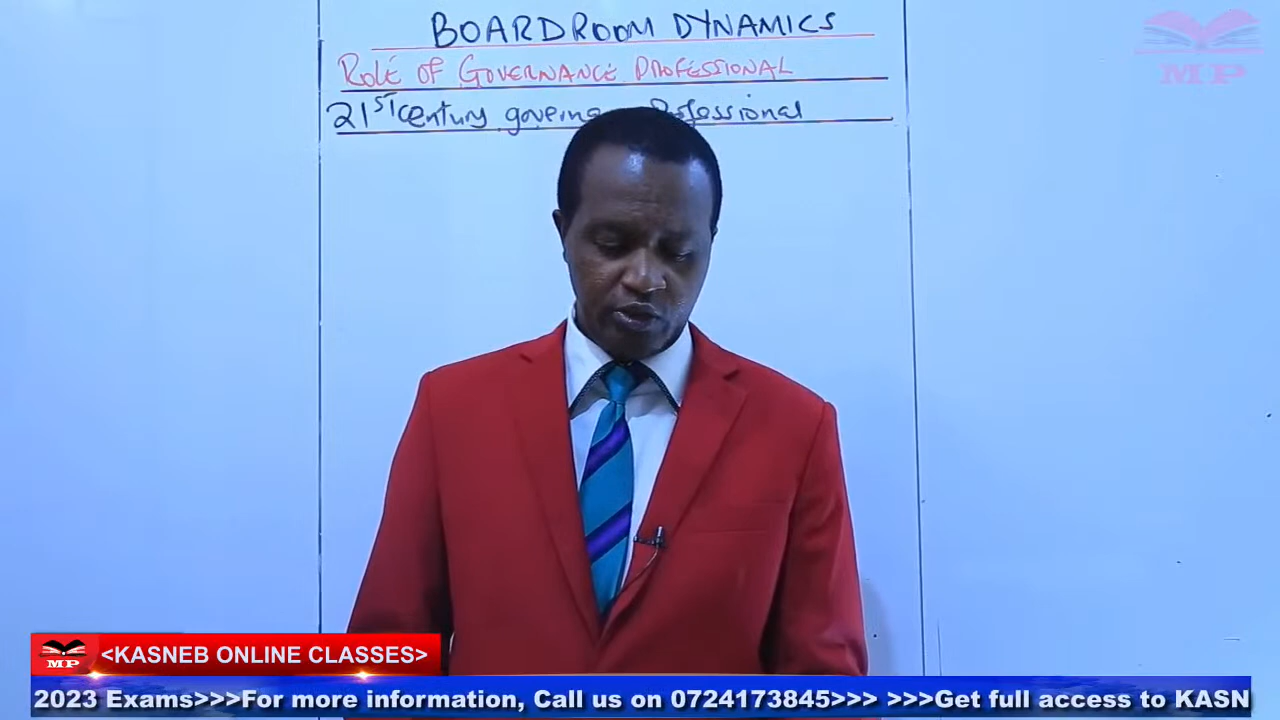 BOARDROOM DYNAMICS
ROLE OF GOVERNANCE PROFESSIONAL
21ST century governa Professional
MP
MP <KASNEB ONLINE CLASSES>
2023 Exams>>>For more information, Call us on 0724173845>>> >>>Get full access to KASN